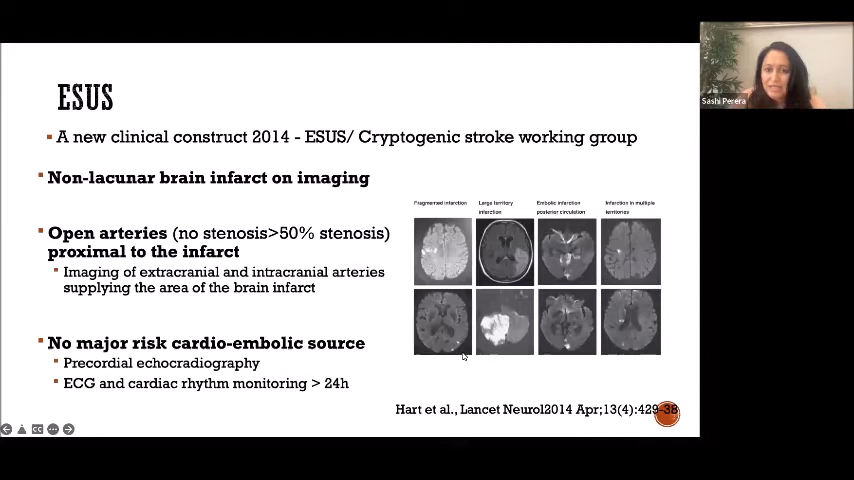 ESUS
A new clinical construct 2014 - ESUS/ Cryptogenic stroke working group
Non-lacunar brain infarct on imaging
Open arteries (no stenosis>50% stenosis)
proximal to the infarct
Imaging of extracranial and intracranial arteries
supplying the area of the brain infarct
No major risk cardio-embolic source
Precordial echocradiography
ECG and cardiac rhythm monitoring > 24h
Fragmented infarction
Large territory
infarction
Embolic infarction
posterior circulation
Infarction in multiple
territories
Hart et al., Lancet Neurol2014 Apr;13(4):429-38
CC
Sashi Perera